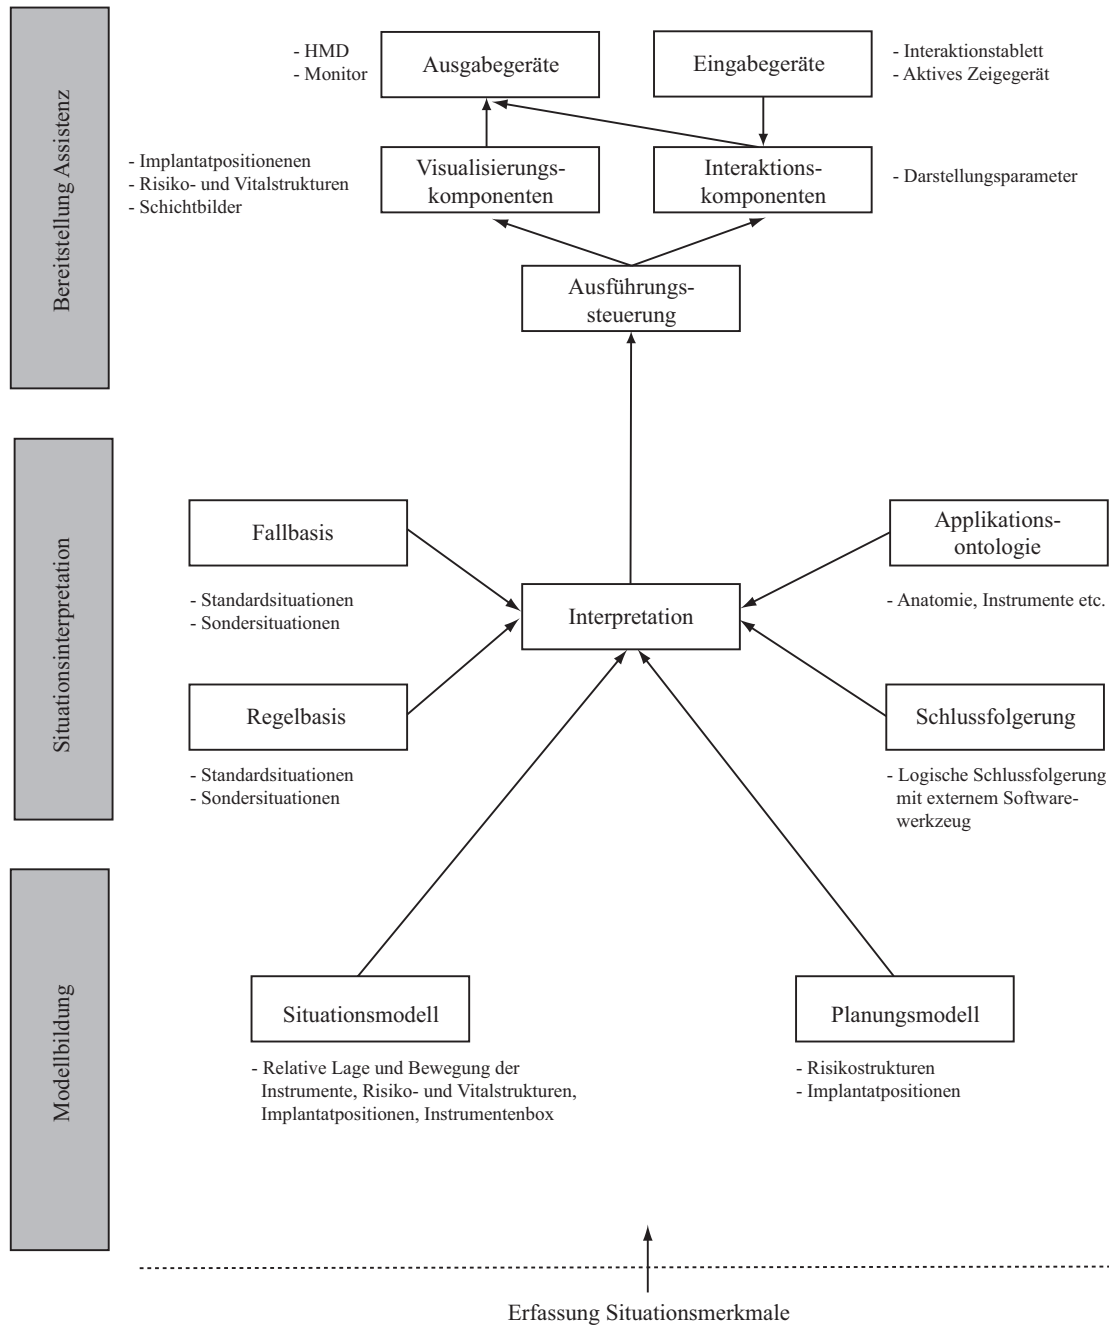 Bereitstellung Assistenz
- HMD
- Monitor
Ausgabegeräte
Eingabegeräte
- Interaktionstablett
- Aktives Zeigegerät
- Implantatpositionenen
- Risiko- und Vitalstrukturen
- Schichtbilder
Visualisierungs-
komponenten
Interaktions-
komponenten
- Darstellungsparameter
Ausführungs-
steuerung
Situationsinterpretation
Fallbasis
- Standardsituationen
- Sondersituationen
Applikations-
ontologie
- Anatomie, Instrumente etc.
Interpretation
Regelbasis
- Standardsituationen
- Sondersituationen
Schlussfolgerung
- Logische Schlussfolgerung
mit externem Software-
werkzeug
Modellbildung
Situationsmodell
- Relative Lage und Bewegung der
Instrumente, Risiko- und Vitalstrukturen,
Implantatpositionen, Instrumentenbox
Planungsmodell
- Risikostrukturen
- Implantatpositionen
Erfassung Situationsmerkmale